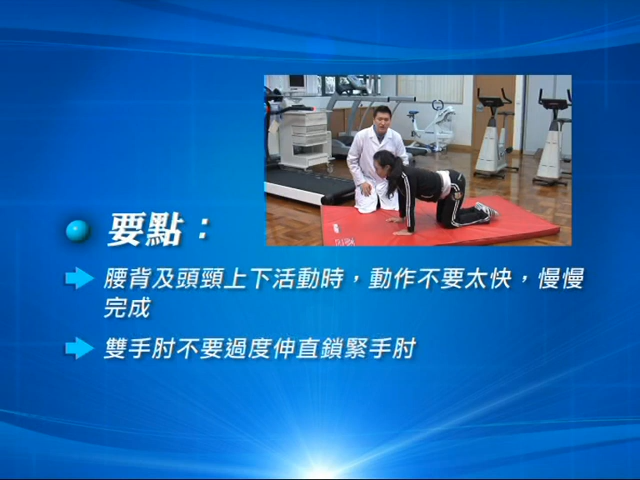 要點：
腰背及頭頸上下活動時，動作不要太快，慢慢
完成
雙手肘不要過度伸直鎖緊手肘